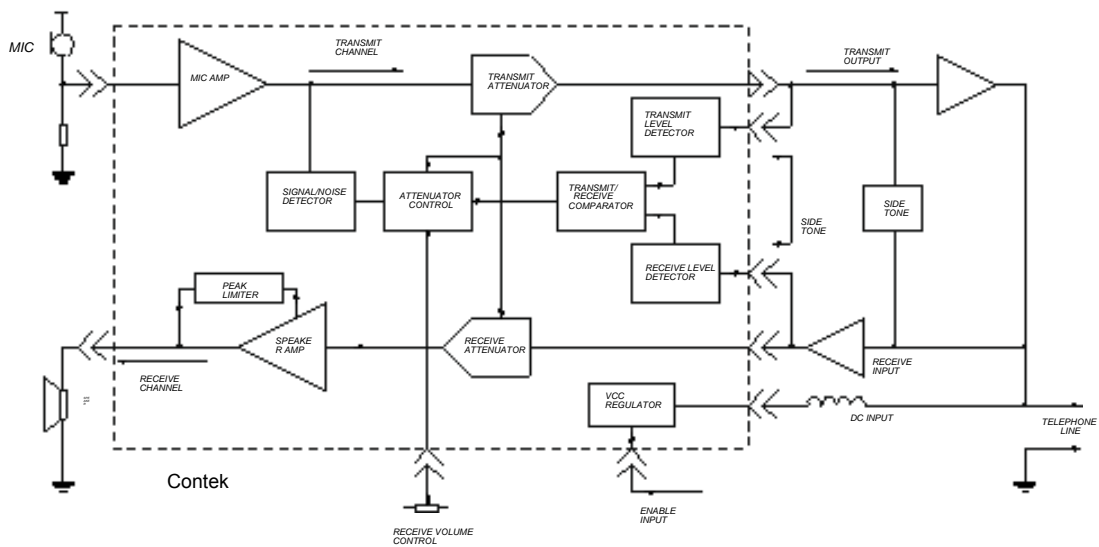 MIC
MIC AMP
TRANSMIT
CHANNEL
TRANSMIT
ATTENUATOR
TRANSMIT
OUTPUT
TRANSMIT
LEVEL
DETECTOR
SIGNAL/NOISE
DETECTOR
ATTENUATOR
CONTROL
TRANSMIT/
RECEIVE
COMPARATOR
SIDE
TONE
SIDE
TONE
RECEIVE LEVEL
DETECTOR
PEAK
LIMITER
SPEAKE
R AMP
RECEIVE
ATTENUATOR
RECEIVE
INPUT
RECEIVE
CHANNEL
VCC
REGULATOR
DC INPUT
TELEPHONE
LINE
Contek
ENABLE
INPUT
RECEIVE VOLUME
CONTROL